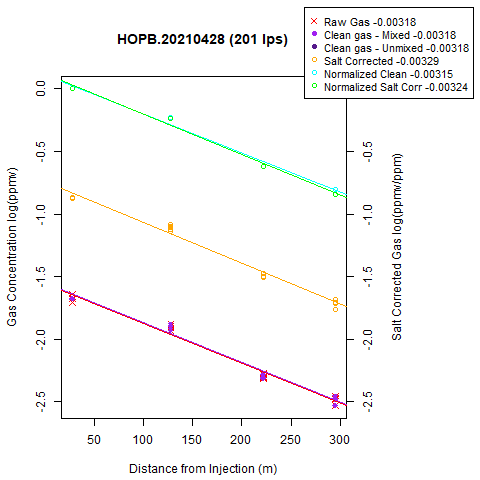 HOPB.20210428 (201 lps)
Raw Gas -0.00318
Clean gas - Mixed -0.00318
Clean gas - Unmixed -0.00318
Salt Corrected -0.00329
Normalized Clean -0.00315
Normalized Salt Corr -0.00324
Gas Concentration log(ppmv)
0.0
-0.5
-1.0
-1.5
-2.0
-2.5
Salt Corrected Gas log(ppmv/ppm)
0.0
-0.5
-1.0
-1.5
-2.0
-2.5
50 100 150 200 250 300
Distance from Injection (m)